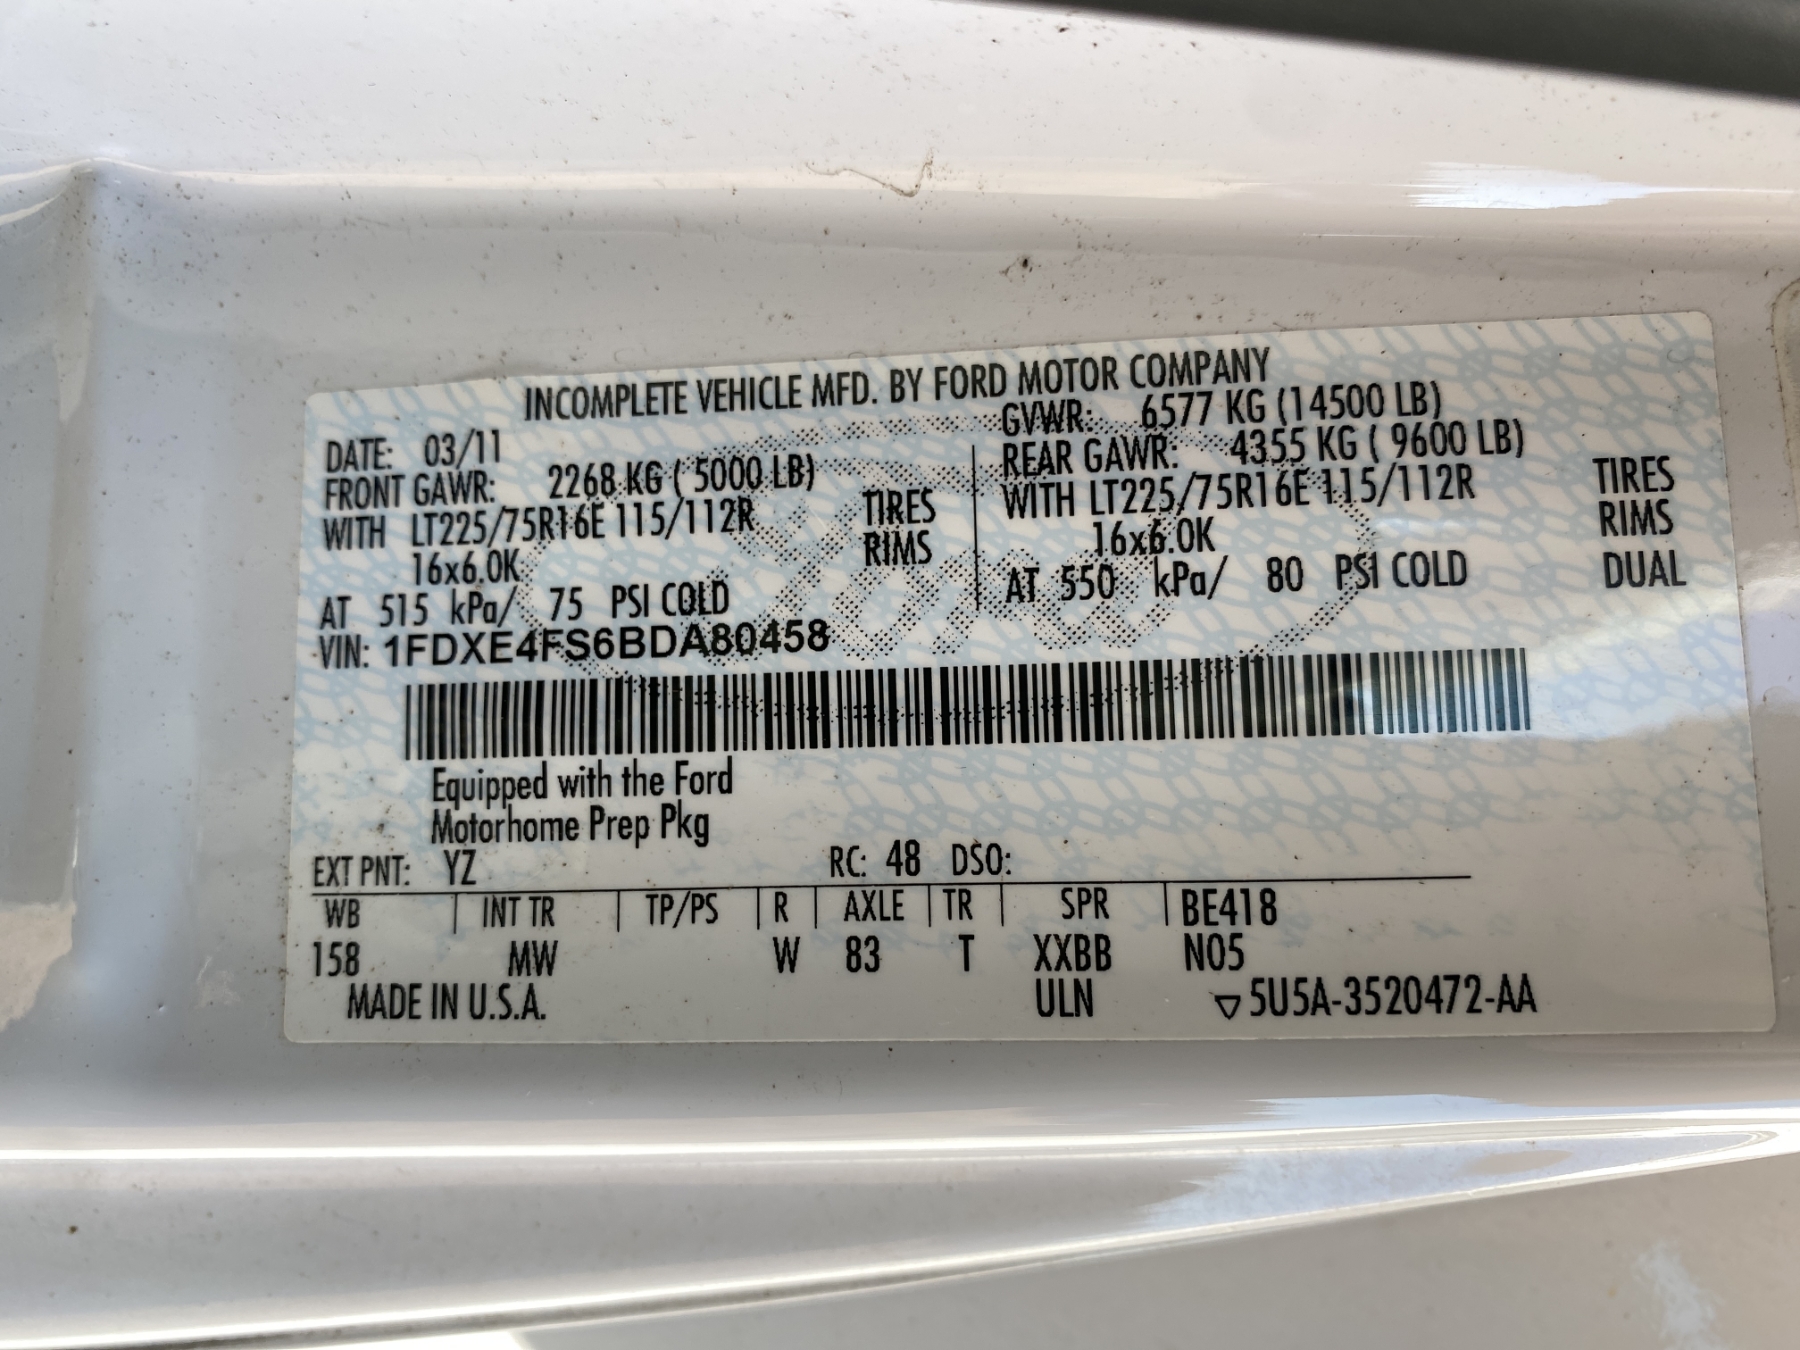 INCOMPLETE VEHICLE MFD. BY FORD MOTOR COMPANY
DATE: 03/11 GVWR: 6577 KG (14500 LB)
FRONT GAWR: 2268 KG ( 5000 LB) REAR GAWR: 4355 KG ( 9600 LB)
WITH LT225/75R16E 115/112R TIRES WITH LT225/75R16E 115/112R TIRES
16x6.0K RIMS 16x6.0K RIMS
AT 515 kPa/ 75 PSI COLD AT 550 kPa/ 80 PSI COLD DUAL
VIN: 1FDXE4FS6BDA80458
Ford
Equipped with the Ford
Motorhome Prep Pkg
EXT PNT: YZ RC: 48 DSO:
WB INT TR TP/PS R AXLE TR SPR BE418
158 MW W 83 T XXBB N05
MADE IN U.S.A. ULN ▽5U5A-3520472-AA